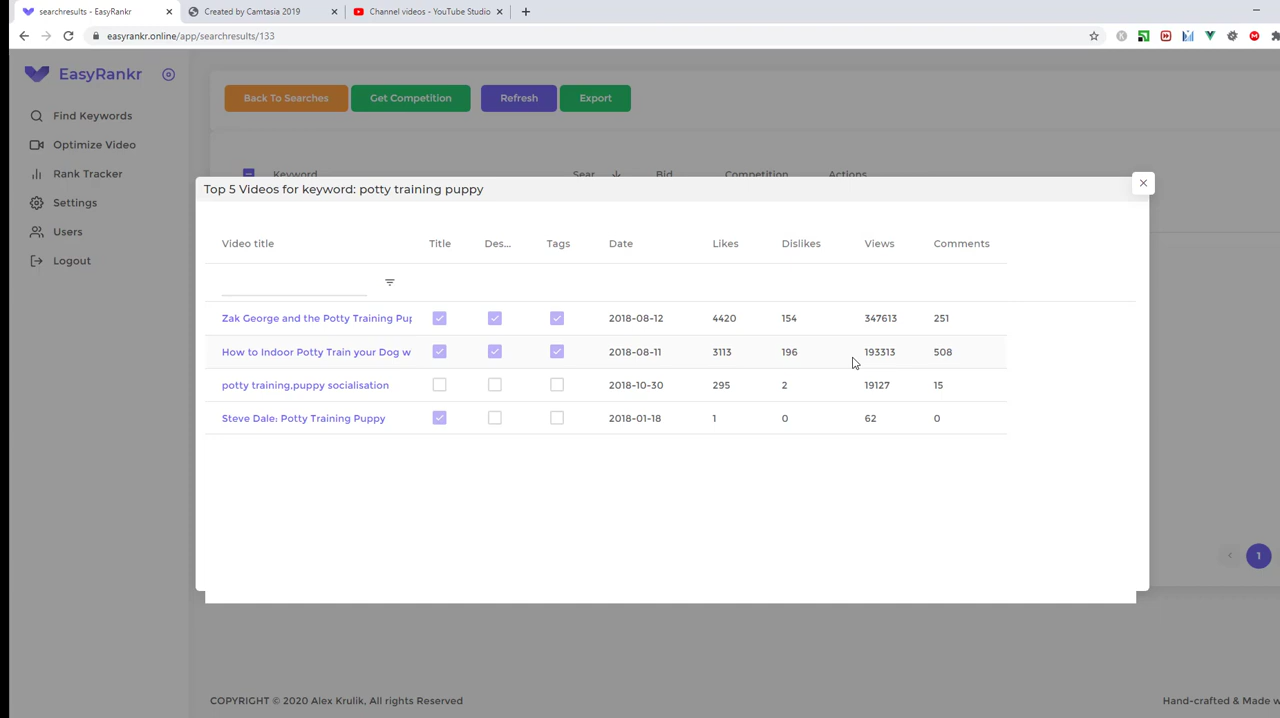 searchresults - EasyRankr
Created by Camtasia 2019
Channel videos - YouTube Studio
easyrankr.online/app/searchresults/133
EasyRankr
Find Keywords
Optimize Video
Rank Tracker
Settings
Users
Logout
Back To Searches Get Competition Refresh Export
Keyword Sear Bid Competition Actions
Top 5 Videos for keyword: potty training puppy
Video title Title Des... Tags Date Likes Dislikes Views Comments
Zak George and the Potty Training Pup 2018-08-12 4420 154 347613 251
How to Indoor Potty Train your Dog w 2018-08-11 3113 196 193313 508
potty training,puppy socialisation 2018-10-30 295 2 19127 15
Steve Dale: Potty Training Puppy 2018-01-18 1 0 62 0
1
COPYRIGHT © 2020 Alex Krulik, All rights Reserved
Hand-crafted & Made w